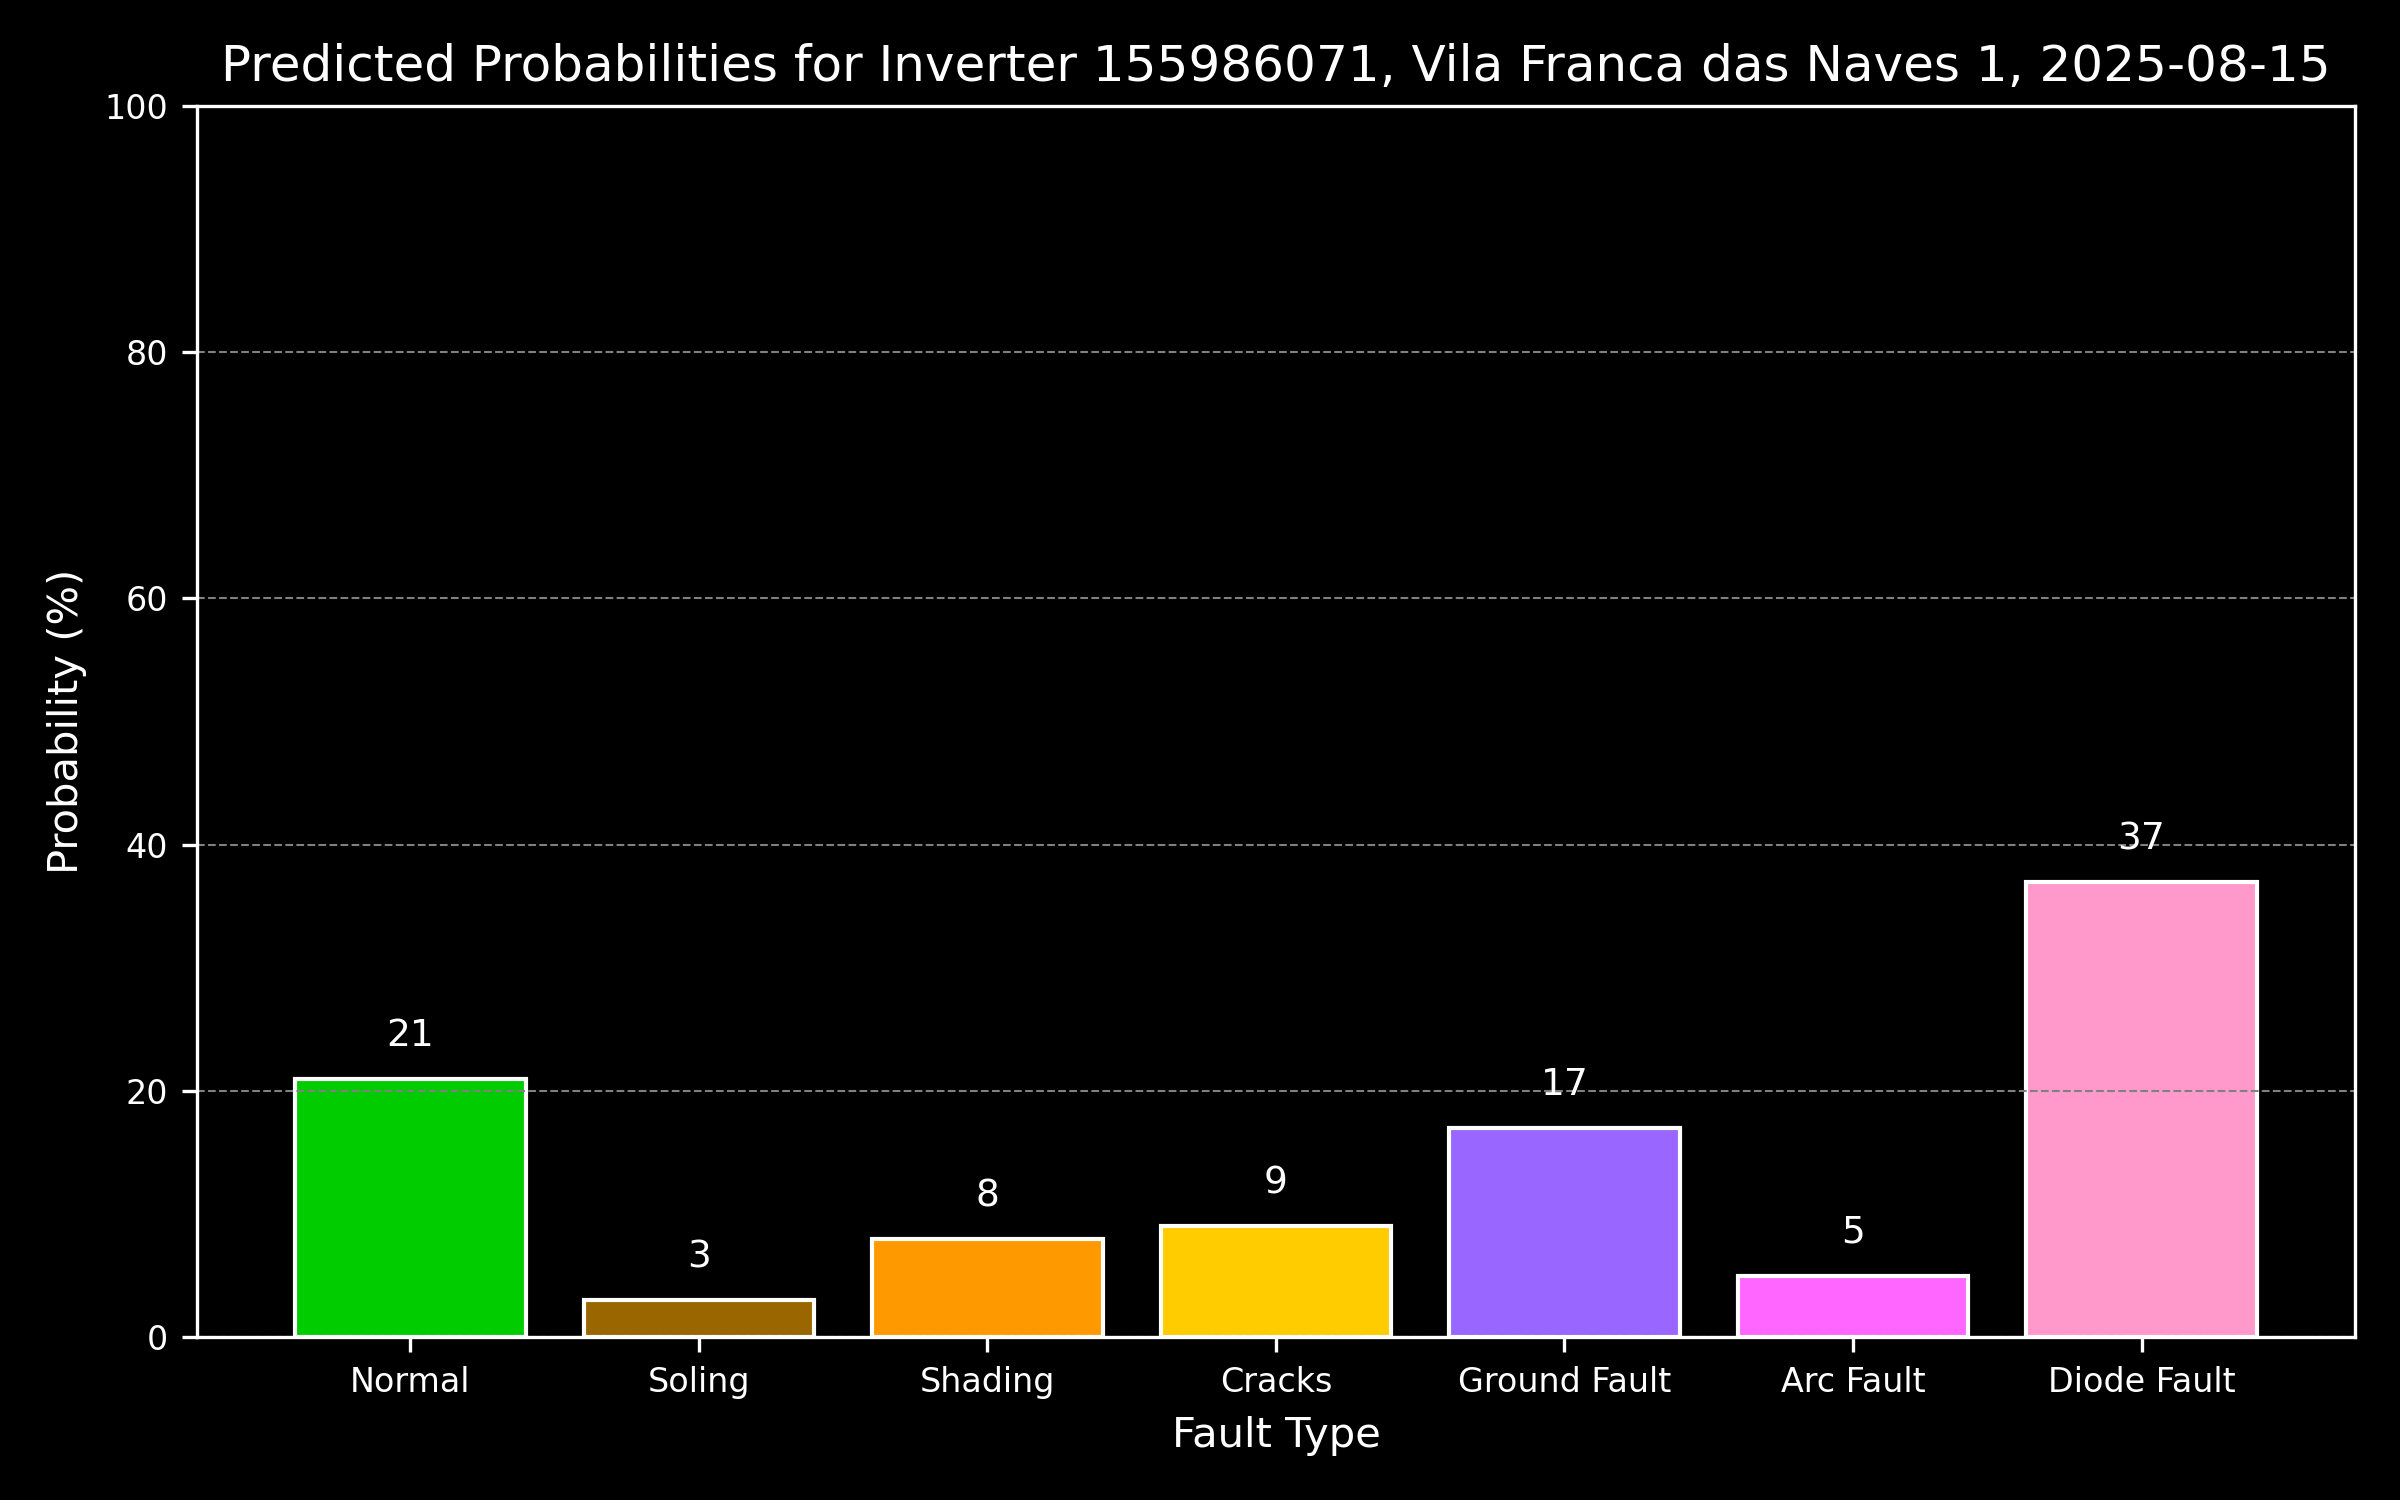 Predicted Probabilities for Inverter 155986071, Vila Franca das Naves 1, 2025-08-15
100
80
60
40
20
0
Probability (%)
21
3
8
9
17
5
37
Normal
Soling
Shading
Cracks
Ground Fault
Arc Fault
Diode Fault
Fault Type